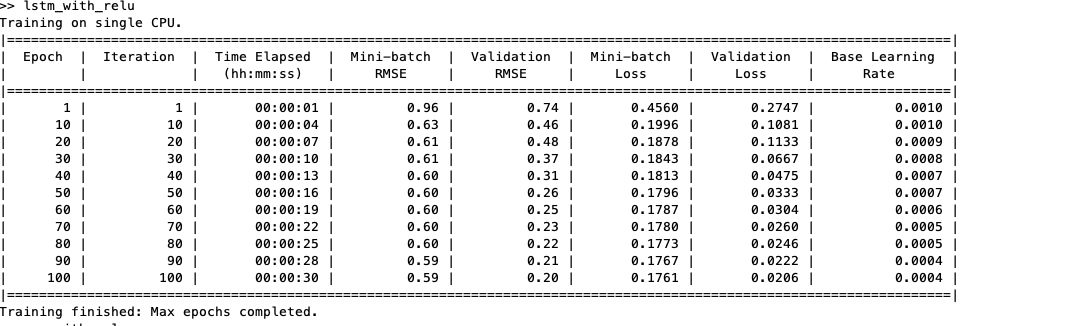 >> lstm_with_relu
Training on single CPU.
|======================================================================================================================|
|  Epoch  |  Iteration  |  Time Elapsed  |  Mini-batch  |  Validation  |  Mini-batch  |  Validation  |  Base Learning  |
|         |             |   (hh:mm:ss)   |     RMSE     |     RMSE     |     Loss     |     Loss     |      Rate       |
|======================================================================================================================|
|       1 |           1 |       00:00:01 |         0.96 |         0.74 |       0.4560 |       0.2747 |          0.0010 |
|      10 |          10 |       00:00:04 |         0.63 |         0.46 |       0.1996 |       0.1081 |          0.0010 |
|      20 |          20 |       00:00:07 |         0.61 |         0.48 |       0.1878 |       0.1133 |          0.0009 |
|      30 |          30 |       00:00:10 |         0.61 |         0.37 |       0.1843 |       0.0667 |          0.0008 |
|      40 |          40 |       00:00:13 |         0.60 |         0.31 |       0.1813 |       0.0475 |          0.0007 |
|      50 |          50 |       00:00:16 |         0.60 |         0.26 |       0.1796 |       0.0333 |          0.0007 |
|      60 |          60 |       00:00:19 |         0.60 |         0.25 |       0.1787 |       0.0304 |          0.0006 |
|      70 |          70 |       00:00:22 |         0.60 |         0.23 |       0.1780 |       0.0260 |          0.0005 |
|      80 |          80 |       00:00:25 |         0.60 |         0.22 |       0.1773 |       0.0246 |          0.0005 |
|      90 |          90 |       00:00:28 |         0.59 |         0.21 |       0.1767 |       0.0222 |          0.0004 |
|     100 |         100 |       00:00:30 |         0.59 |         0.20 |       0.1761 |       0.0206 |          0.0004 |
|======================================================================================================================|
Training finished: Max epochs completed.